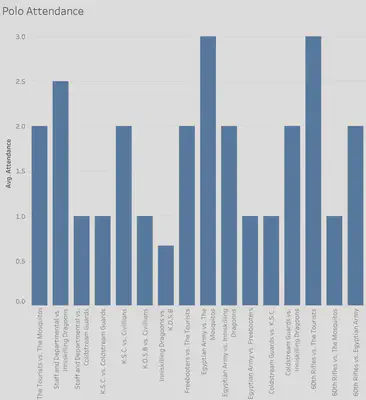 Polo Attendance
3.0
2.5
2.0
1.5
1.0
0.5
0.0
Avg. Attendance
The Tourists vs. The Mosquitos
Staff and Departmental vs.
Inniskilling Dragoons
Staff and Departmental vs.
Coldstream Guards
K.S.C. vs. Coldstream Guards
K.S.C. vs. Civillians
K.O.S.B vs. Civillians
Inniskilling Dragoons vs.
K.O.S.B
Freebooters vs. The Tourists
Egyptian Army vs. The
Mosquitos
Egyptian Army vs. Inniskilling
Dragoons
Egyptian Army vs. Freebooters
Coldstream Guards vs. K.S.C.
Coldstream Guards vs.
Inniskilling Dragoons
60th Rifles vs. The Tourists
60th Rifles vs. The Mosquitos
60th Rifles vs. Egyptian Army